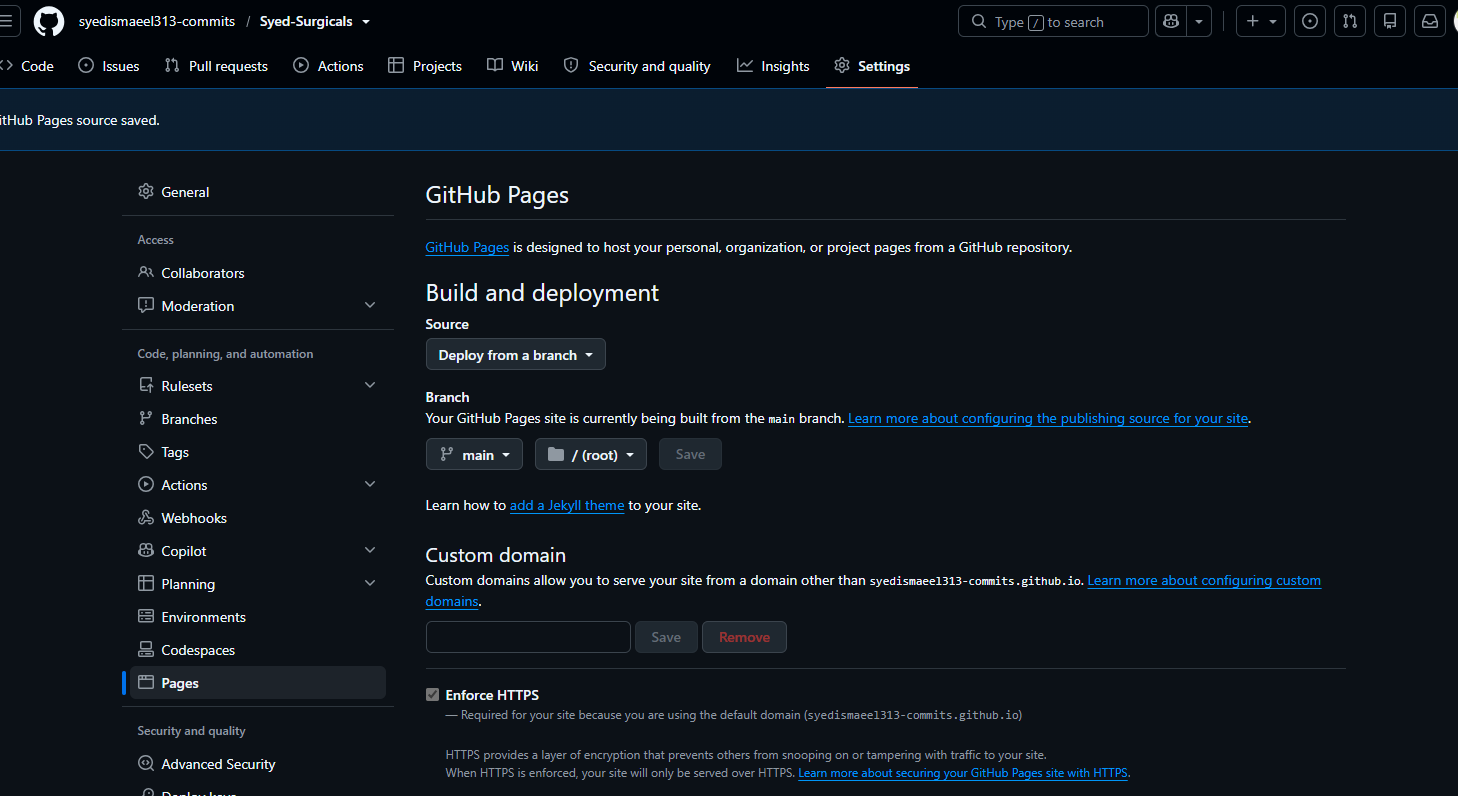 syedismaeel313-commits / Syed-Surgicals
Type / to search
Code Issues Pull requests Actions Projects Wiki Security and quality Insights Settings
itHub Pages source saved.
General
Access
Collaborators
Moderation
Code, planning, and automation
Rulesets
Branches
Tags
Actions
Webhooks
Copilot
Planning
Environments
Codespaces
Pages
Security and quality
Advanced Security
Deploy keys
GitHub Pages
GitHub Pages is designed to host your personal, organization, or project pages from a GitHub repository.
Build and deployment
Source
Deploy from a branch
Branch
Your GitHub Pages site is currently being built from the main branch. Learn more about configuring the publishing source for your site.
main / (root) Save
Learn how to add a Jekyll theme to your site.
Custom domain
Custom domains allow you to serve your site from a domain other than syedismaeel313-commits.github.io. Learn more about configuring custom
domains.
Save Remove
Enforce HTTPS
— Required for your site because you are using the default domain (syedismaeel313-commits.github.io)
HTTPS provides a layer of encryption that prevents others from snooping on or tampering with traffic to your site.
When HTTPS is enforced, your site will only be served over HTTPS. Learn more about securing your GitHub Pages site with HTTPS.